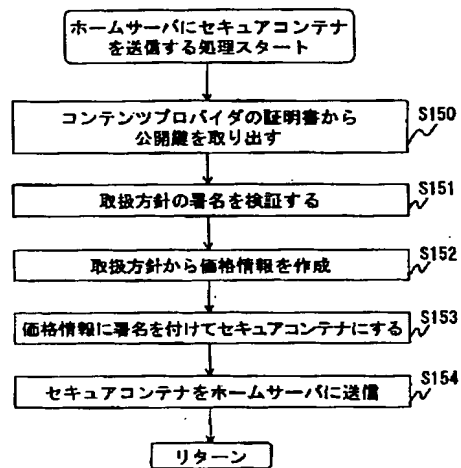 ホームサーバにセキュアコンテナ
を送信する処理スタート
コンテンツプロバイダの証明書から
公開鍵を取り出す
S150
取扱方針の署名を検証する
S151
取扱方針から価格情報を作成
S152
価格情報に署名を付けてセキュアコンテナにする
S153
セキュアコンテナをホームサーバに送信
S154
リターン